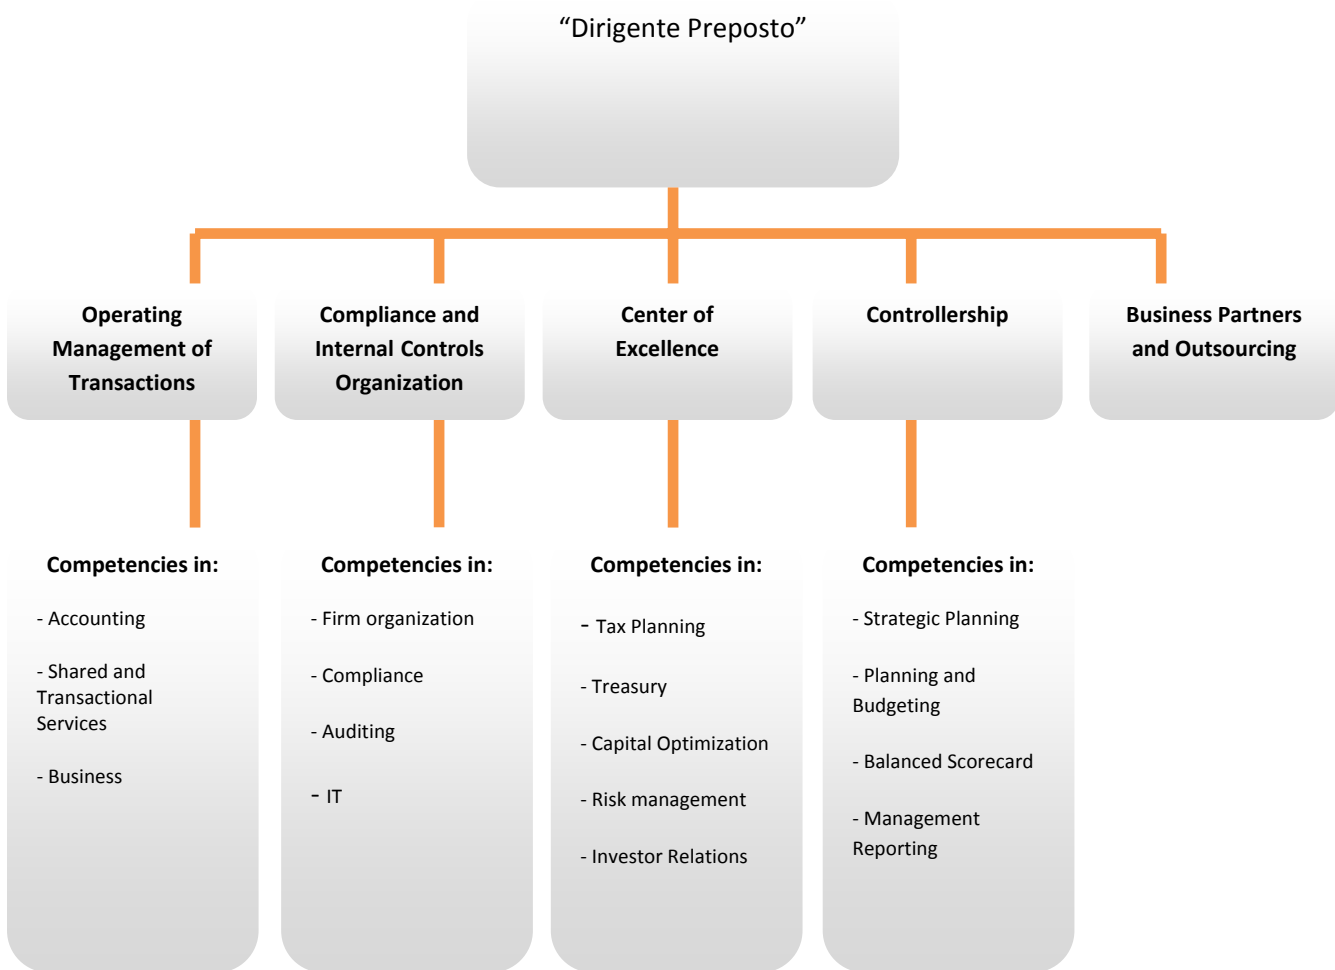 “Dirigente Preposto”
Operating
Management of
Transactions
Compliance and
Internal Controls
Organization
Center of
Excellence
Controllership
Business Partners
and Outsourcing
Competencies in:
- Accounting
- Shared and
Transactional
Services
- Business
Competencies in:
- Firm organization
- Compliance
- Auditing
- IT
Competencies in:
- Tax Planning
- Treasury
- Capital Optimization
- Risk management
- Investor Relations
Competencies in:
- Strategic Planning
- Planning and
Budgeting
- Balanced Scorecard
- Management
Reporting